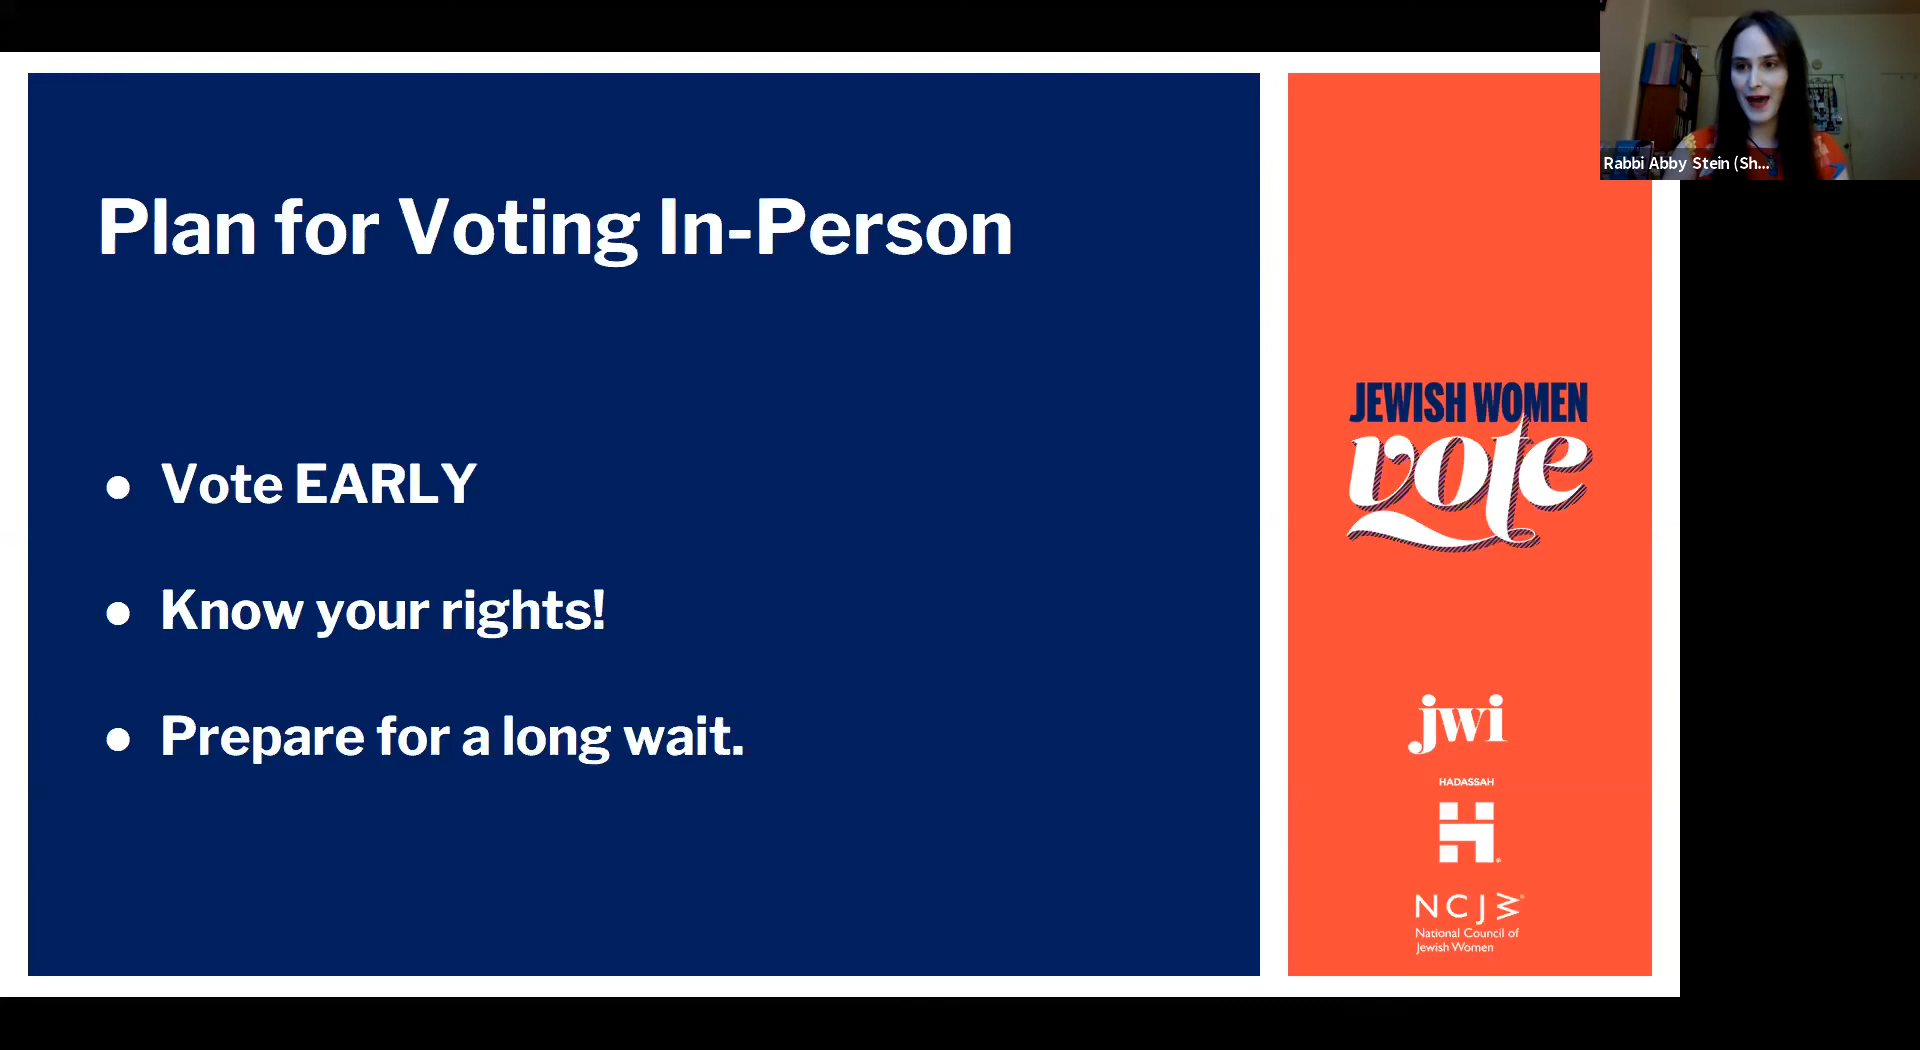 Rabbi Abby Stein (Sh...
Plan for Voting In-Person
● Vote EARLY
● Know your rights!
● Prepare for a long wait.
JEWISH WOMEN
vote
jwi
HADASSAH
H®
NCJW®
National Council of
Jewish Women